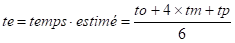 te = temps · estimé = (to + 4 × tm + tp) / 6